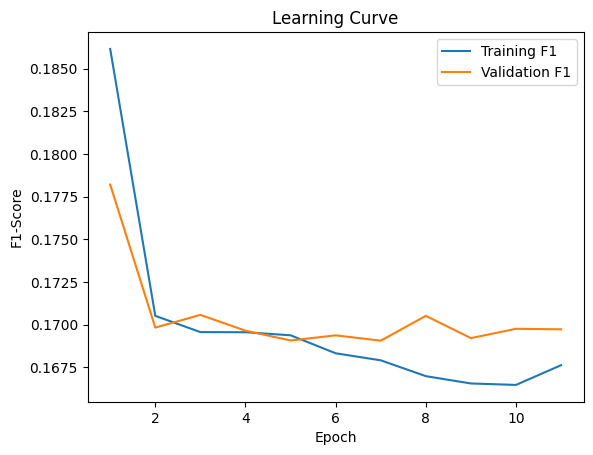 Learning Curve
Training F1
Validation F1
0.1850
0.1825
0.1800
0.1775
0.1750
0.1725
0.1700
0.1675
F1-Score
2
4
6
8
10
Epoch